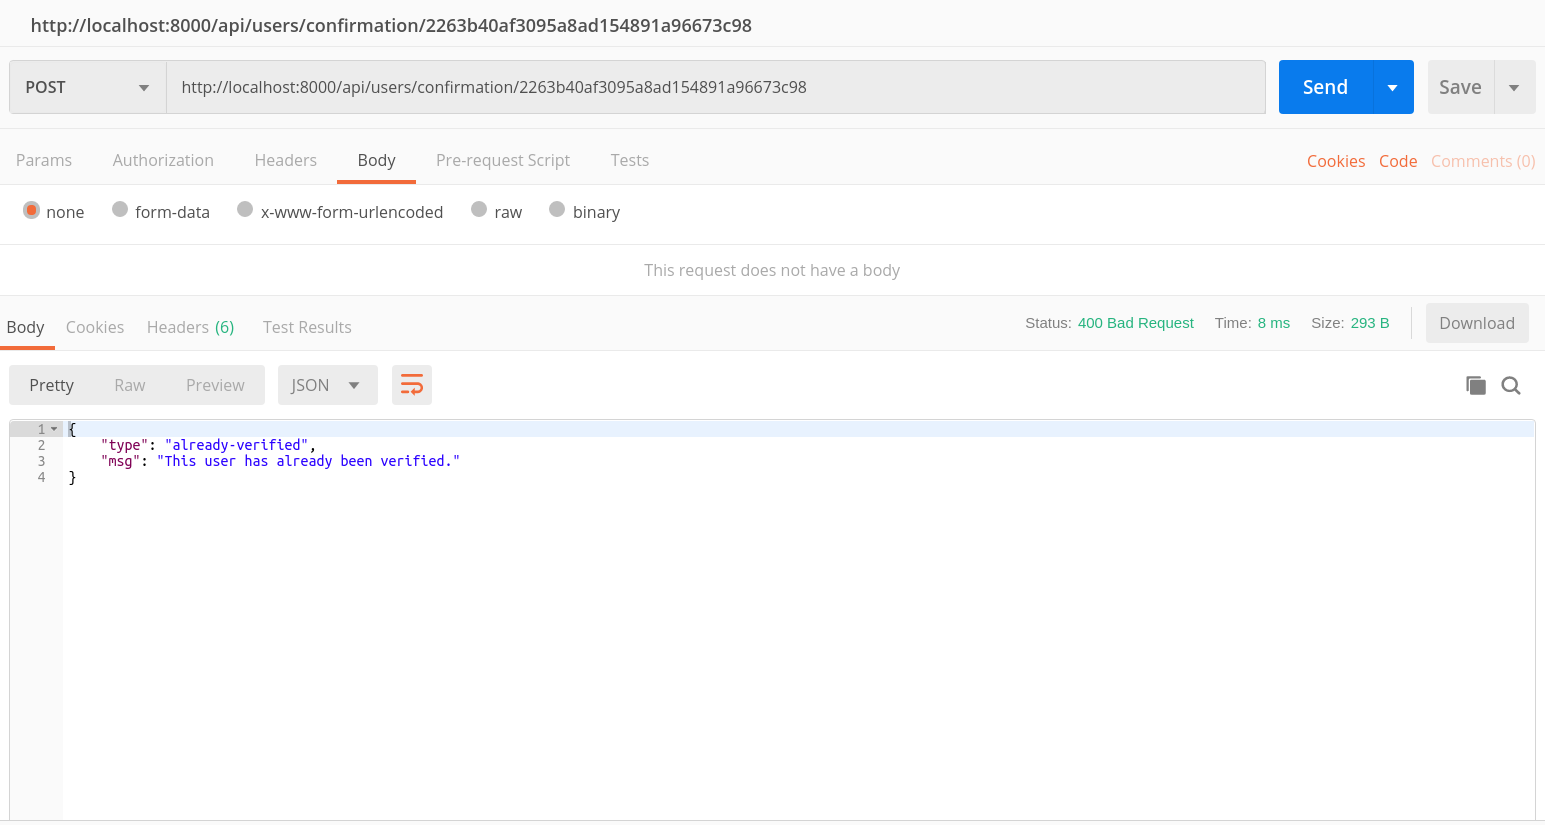 http://localhost:8000/api/users/confirmation/2263b40af3095a8ad154891a96673c98
POST http://localhost:8000/api/users/confirmation/2263b40af3095a8ad154891a96673c98 Send Save
Params Authorization Headers Body Pre-request Script Tests Cookies Code Comments (0)
none form-data x-www-form-urlencoded raw binary
This request does not have a body
Body Cookies Headers (6) Test Results Status: 400 Bad Request Time: 8 ms Size: 293 B Download
Pretty Raw Preview JSON
1 {
2 "type": "already-verified",
3 "msg": "This user has already been verified."
4 }